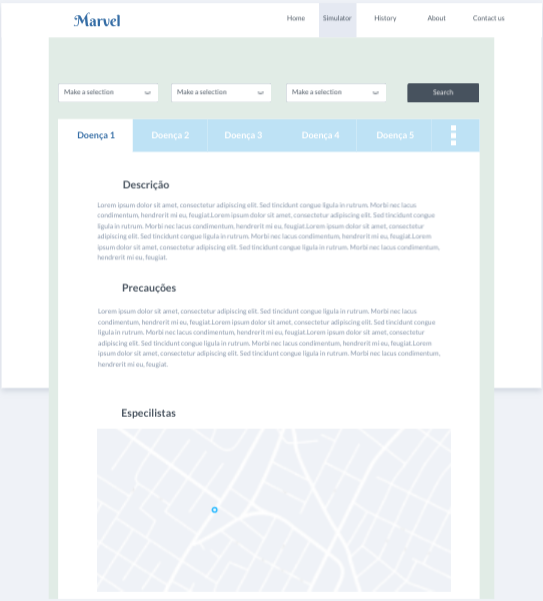 Marvel
Home Simulator History About Contact us
Make a selection Make a selection Make a selection Search
Doença 1 Doença 2 Doença 3 Doença 4 Doença 5
Descrição
Lorem ipsum dolor sit amet, consectetur adipiscing elit. Sed tincidunt congue ligula in rutrum. Morbi nec lacus
condimentum, hendrerit mi eu, feugiat.Lorem ipsum dolor sit amet, consectetur adipiscing elit. Sed tincidunt congue
ligula in rutrum. Morbi nec lacus condimentum, hendrerit mi eu, feugiat.Lorem ipsum dolor sit amet, consectetur
adipiscing elit. Sed tincidunt congue ligula in rutrum. Morbi nec lacus condimentum, hendrerit mi eu, feugiat.Lorem
ipsum dolor sit amet, consectetur adipiscing elit. Sed tincidunt congue ligula in rutrum. Morbi nec lacus condimentum,
hendrerit mi eu, feugiat.
Precauções
Lorem ipsum dolor sit amet, consectetur adipiscing elit. Sed tincidunt congue ligula in rutrum. Morbi nec lacus
condimentum, hendrerit mi eu, feugiat.Lorem ipsum dolor sit amet, consectetur adipiscing elit. Sed tincidunt congue
ligula in rutrum. Morbi nec lacus condimentum, hendrerit mi eu, feugiat.Lorem ipsum dolor sit amet, consectetur
adipiscing elit. Sed tincidunt congue ligula in rutrum. Morbi nec lacus condimentum, hendrerit mi eu, feugiat.Lorem
ipsum dolor sit amet, consectetur adipiscing elit. Sed tincidunt congue ligula in rutrum. Morbi nec lacus condimentum,
hendrerit mi eu, feugiat.
Especilistas